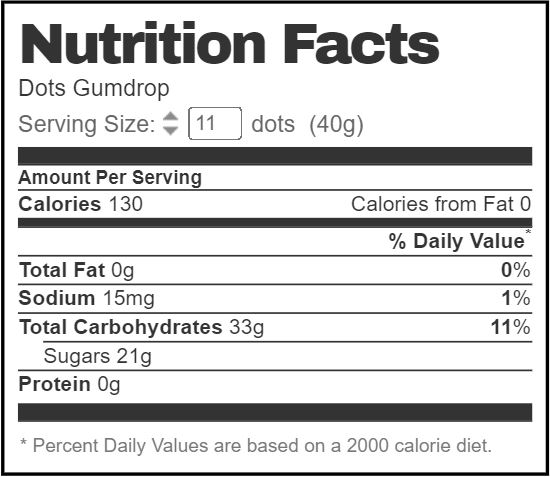 Nutrition Facts
Dots Gumdrop
Serving Size: 11 dots (40g)
Amount Per Serving
Calories 130 Calories from Fat 0
% Daily Value*
Total Fat 0g 0%
Sodium 15mg 1%
Total Carbohydrates 33g 11%
Sugars 21g
Protein 0g
* Percent Daily Values are based on a 2000 calorie diet.